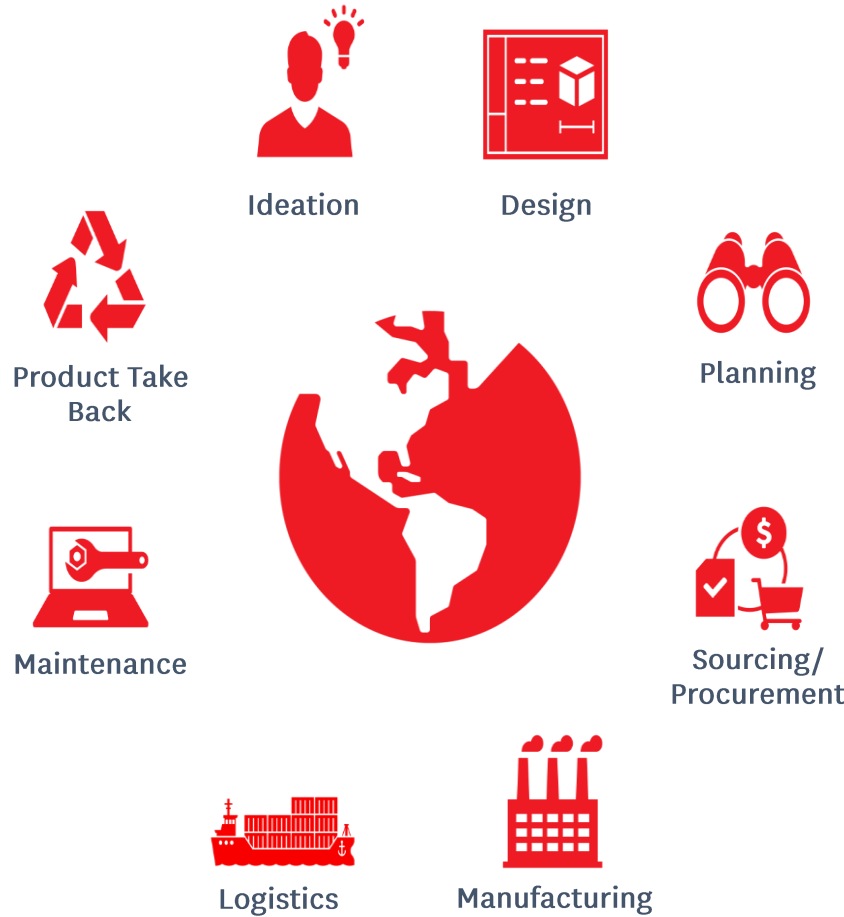 Ideation
Design
Planning
Sourcing/
Procurement
Manufacturing
Logistics
Maintenance
Product Take
Back
$